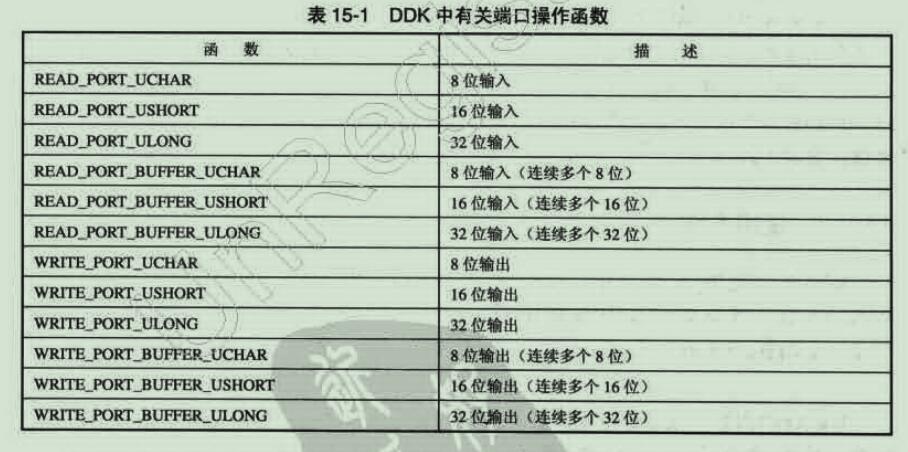 表 15-1 DDK 中有关端口操作函数
函 数 描 述
READ_PORT_UCHAR 8 位输入
READ_PORT_USHORT 16 位输入
READ_PORT_ULONG 32 位输入
READ_PORT_BUFFER_UCHAR 8 位输入（连续多个 8 位）
READ_PORT_BUFFER_USHORT 16 位输入（连续多个 16 位）
READ_PORT_BUFFER_ULONG 32 位输入（连续多个 32 位）
WRITE_PORT_UCHAR 8 位输出
WRITE_PORT_USHORT 16 位输出
WRITE_PORT_ULONG 32 位输出
WRITE_PORT_BUFFER_UCHAR 8 位输出（连续多个 8 位）
WRITE_PORT_BUFFER_USHORT 16 位输出（连续多个 16 位）
WRITE_PORT_BUFFER_ULONG 32 位输出（连续多个 32 位）